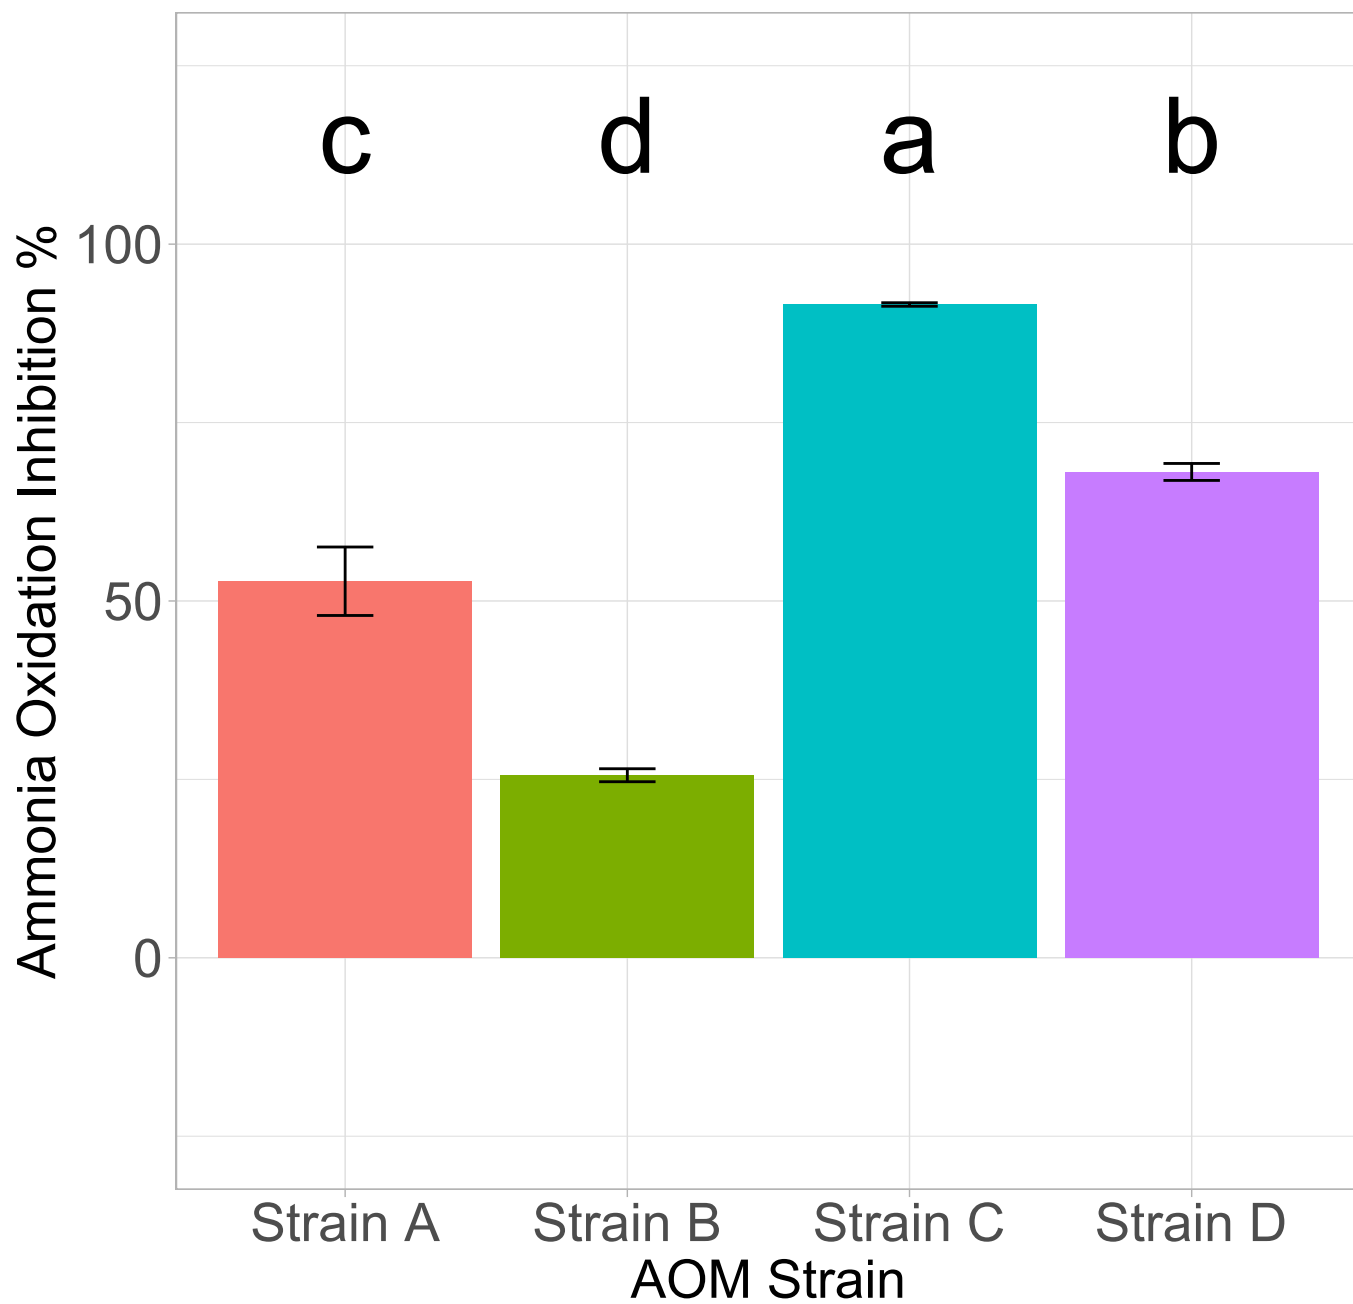 c d a b
Ammonia Oxidation Inhibition %
100
50
0
Strain A Strain B Strain C Strain D
AOM Strain